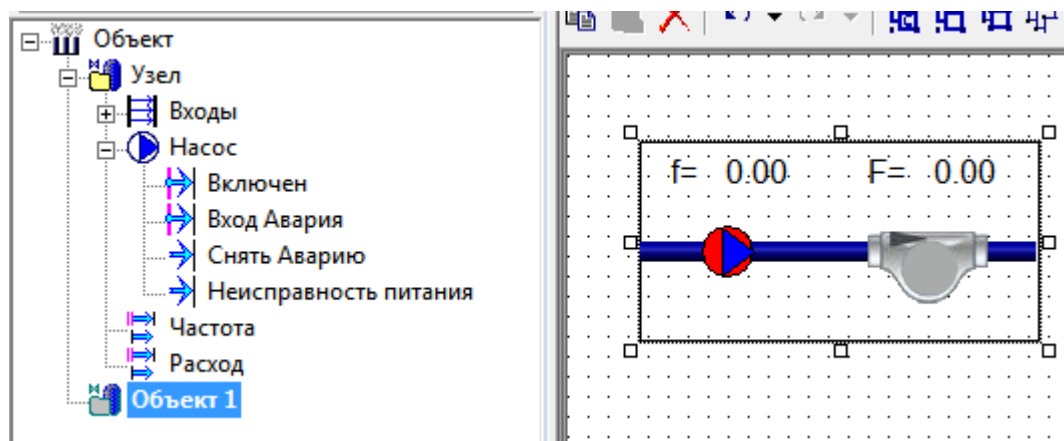 Объект
Узел
Входы
Насос
Включен
Вход Авария
Снять Аварию
Неисправность питания
Частота
Расход
Объект 1
f= 0.00 F= 0.00